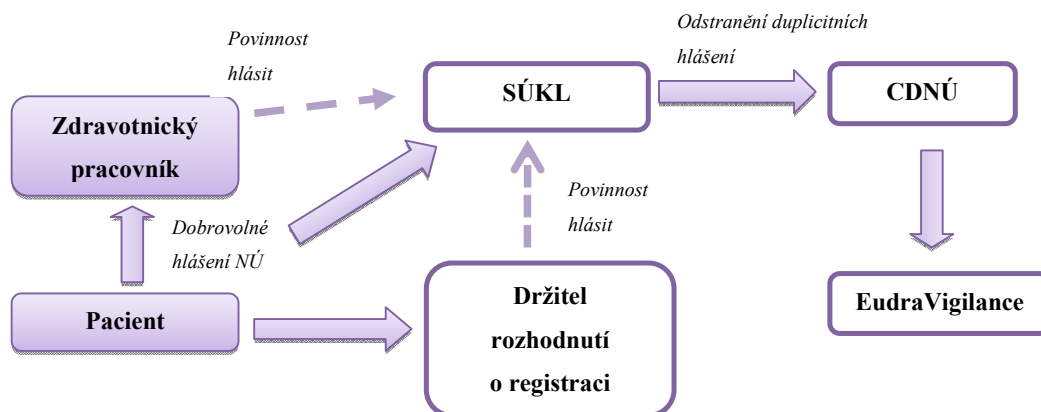 Odstranění duplicitních
hlášení
Povinnost
hlásit
SÚKL
CDNÚ
Zdravotnický
pracovník
Povinnost
hlásit
Dobrovolné
hlášení NÚ
Držitel
rozhodnutí
o registraci
Pacient
EudraVigilance